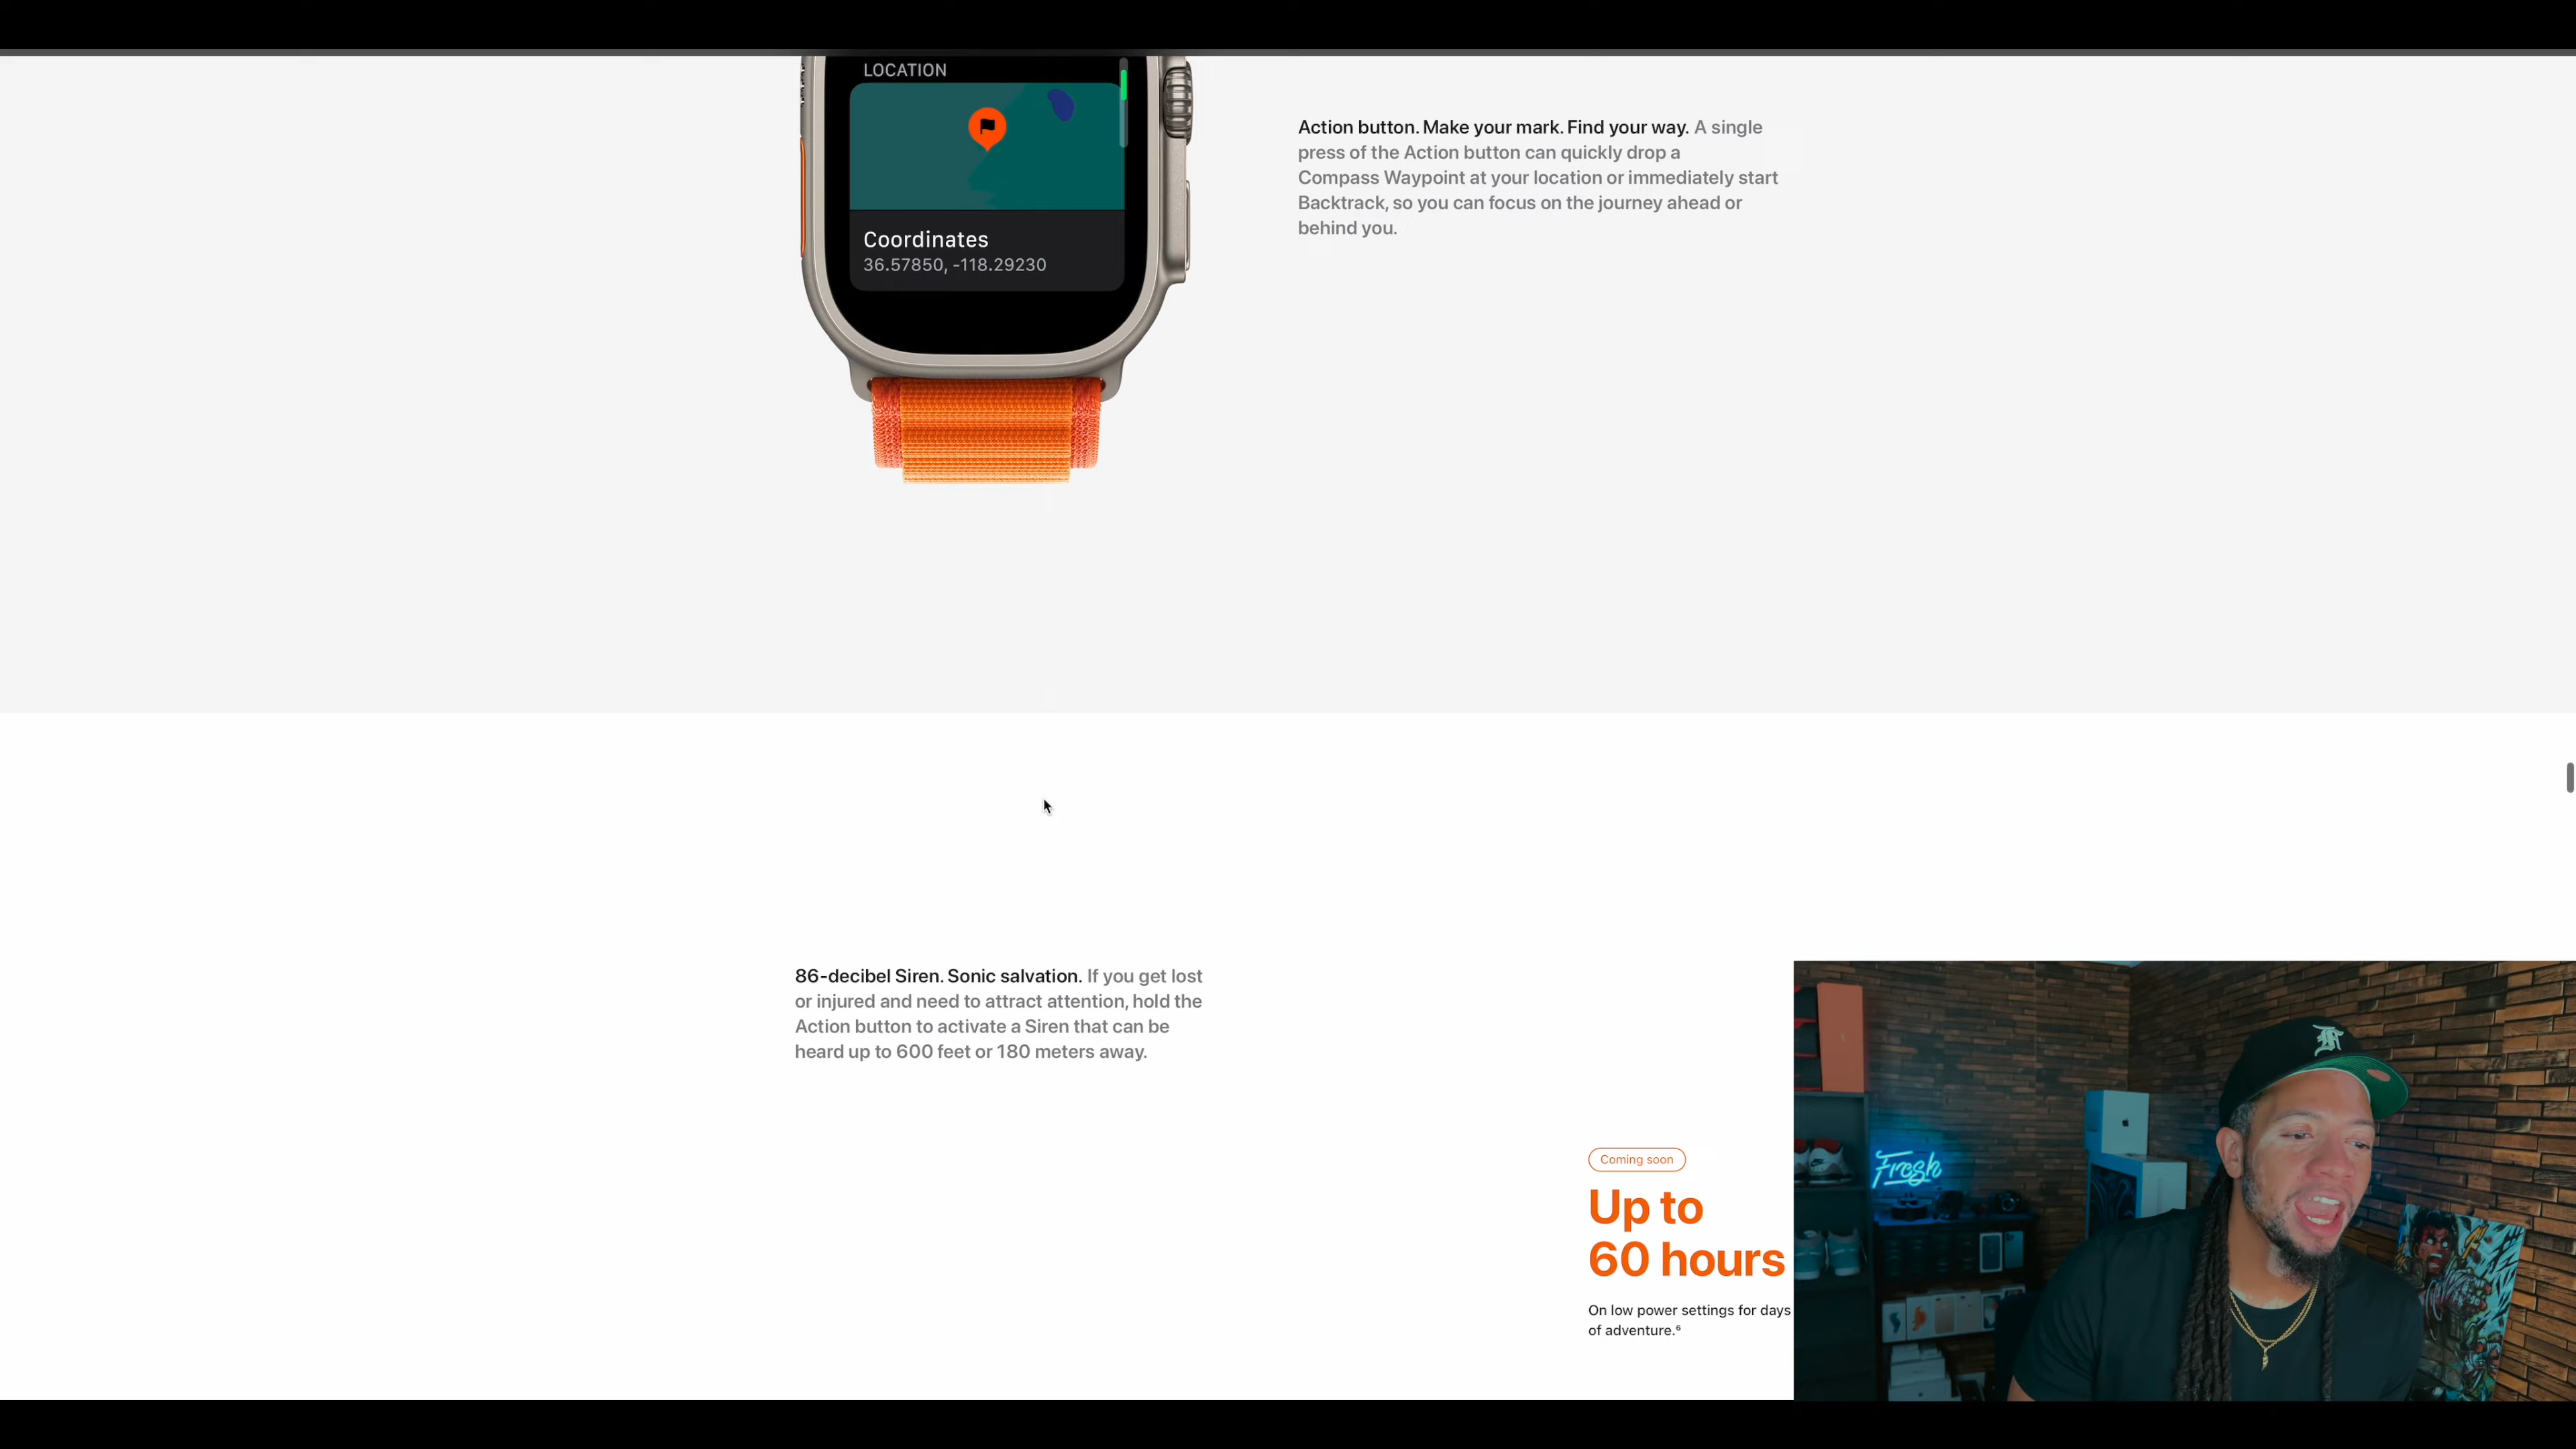 LOCATION
Coordinates
36.57850, -118.29230
Action button. Make your mark. Find your way. A single
press of the Action button can quickly drop a
Compass Waypoint at your location or immediately start
Backtrack, so you can focus on the journey ahead or
behind you.
86-decibel Siren. Sonic salvation. If you get lost
or injured and need to attract attention, hold the
Action button to activate a Siren that can be
heard up to 600 feet or 180 meters away.
Coming soon
Up to
60 hours
On low power settings for days
of adventure.⁶
Fresh